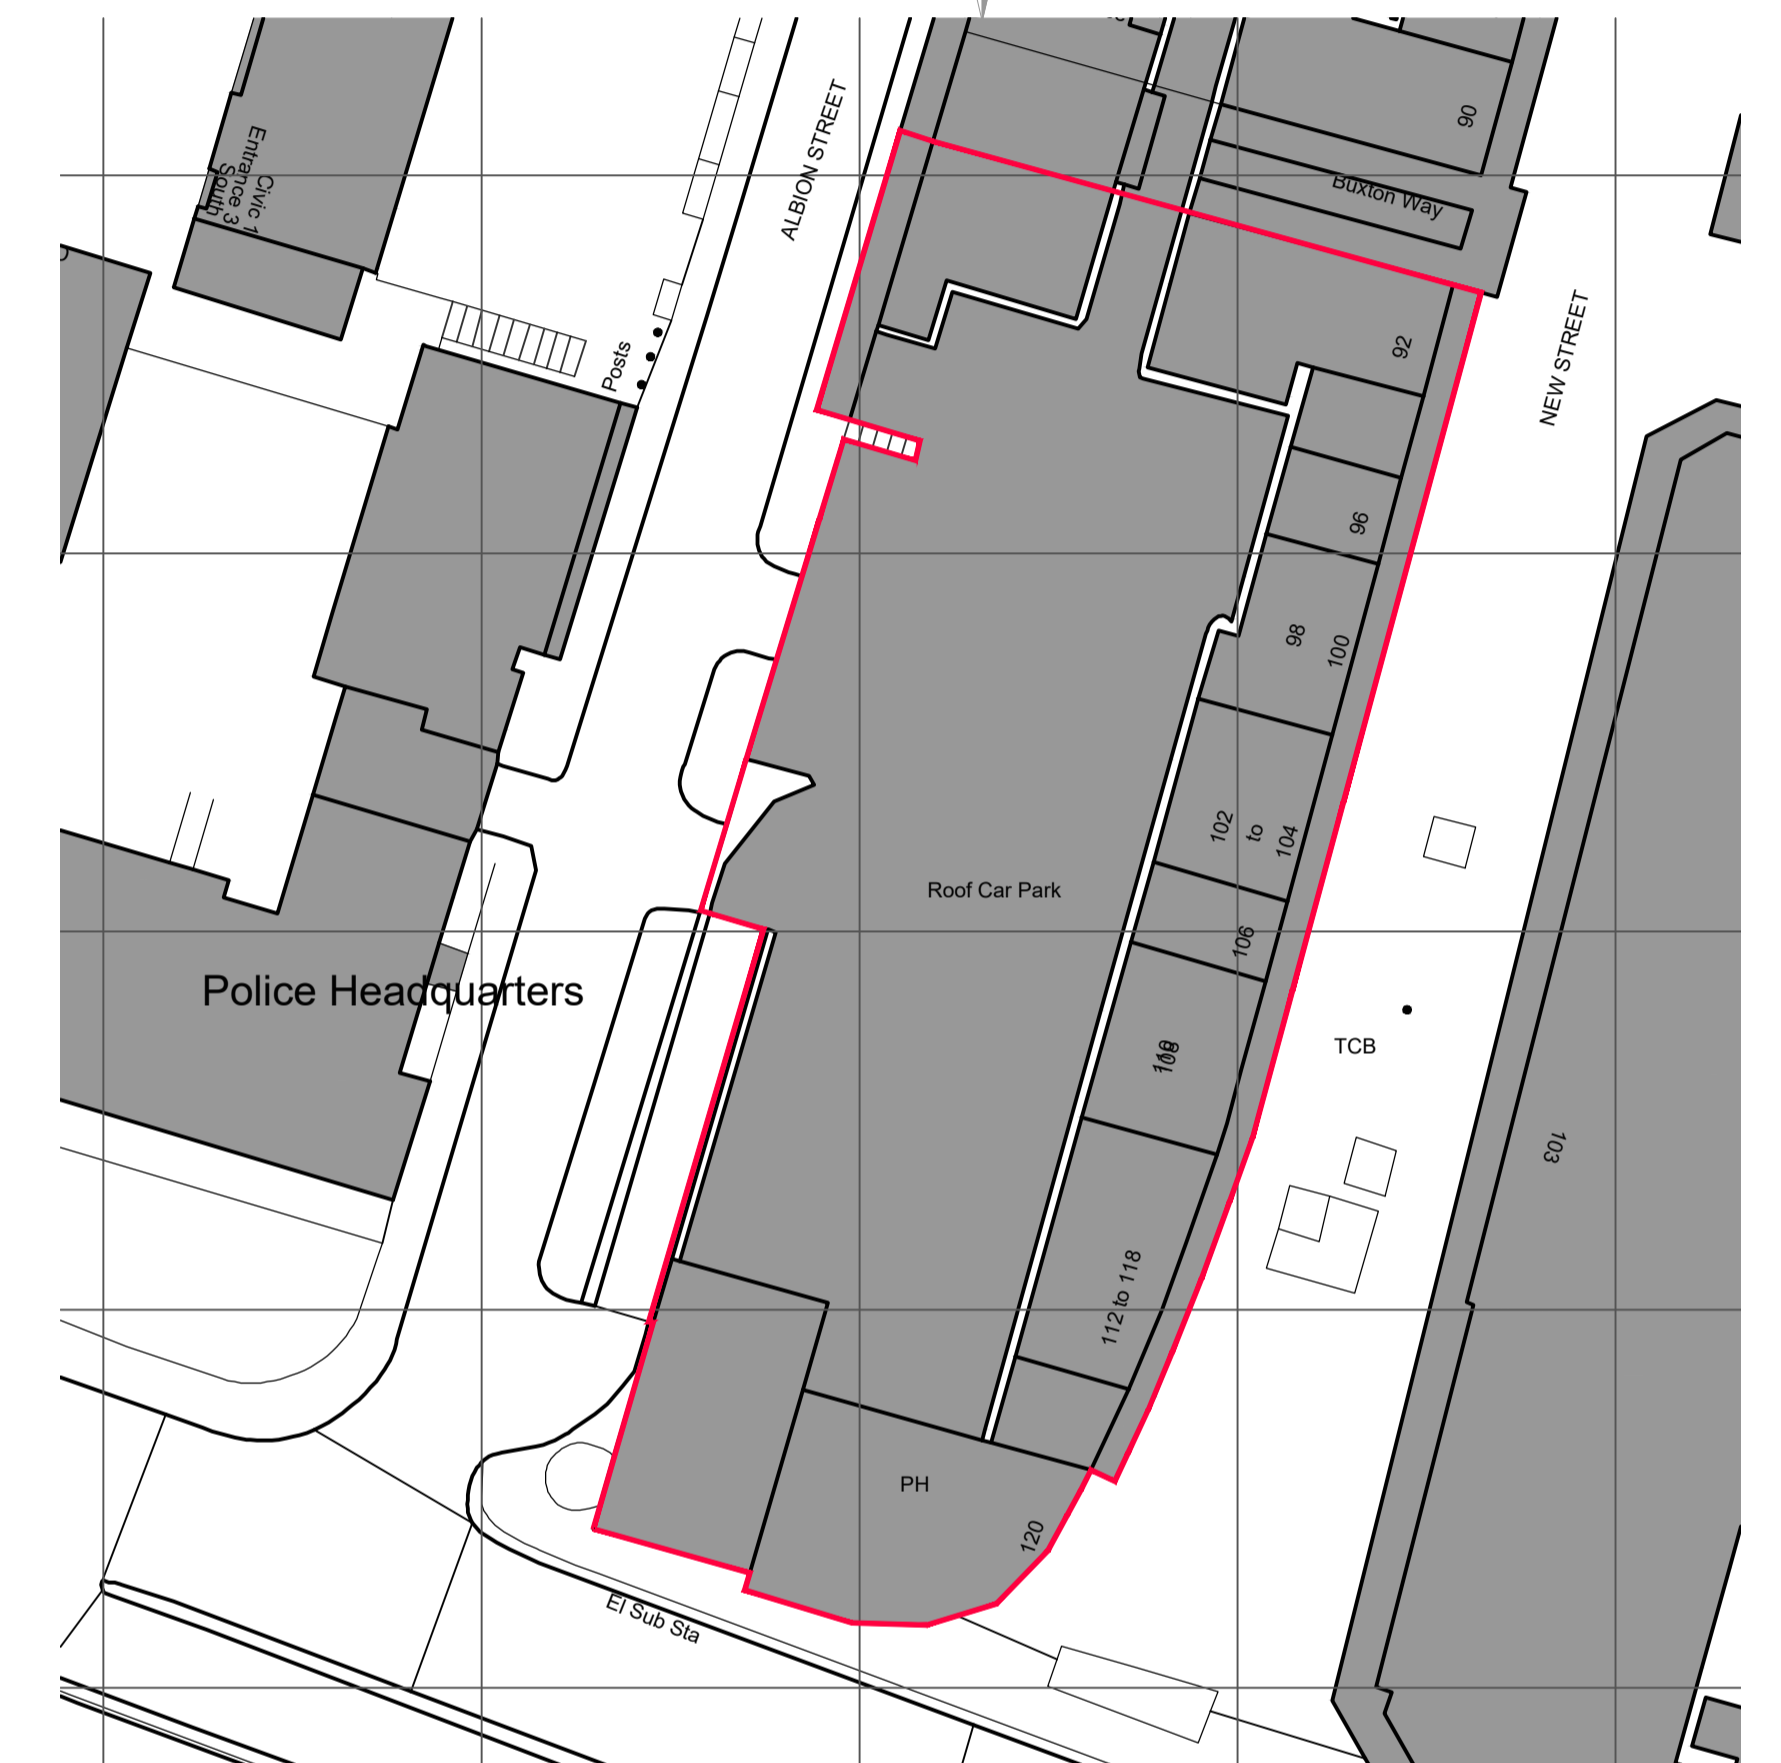 ALBION STREET
90
Civic 1
Entrance 3
South
Buxton Way
NEW STREET
92
Posts
96
98
100
102
to
104
Roof Car Park
106
Police Headquarters
TCB
108
103
112 to 118
PH
120
El Sub Sta